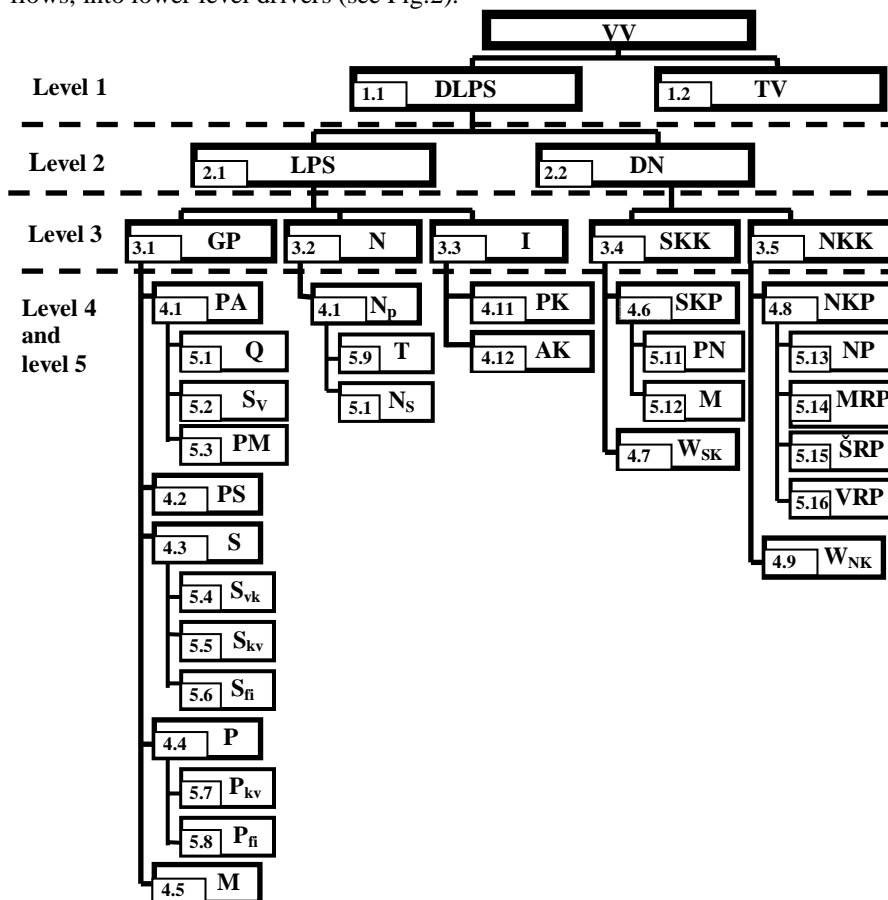 flows, into lower level drivers (see Fig.2).
VV
Level 1
1.1 DLPS
1.2 TV
Level 2
2.1 LPS
2.2 DN
Level 3
3.1 GP
3.2 N
3.3 I
3.4 SKK
3.5 NKK
Level 4
and
level 5
4.1 PA
4.1 Np
4.11 PK
4.6 SKP
4.8 NKP
5.1 Q
5.9 T
4.12 AK
5.11 PN
5.13 NP
5.2 SV
5.1 NS
5.12 M
5.14 MRP
5.3 PM
4.7 WSK
5.15 ŠRP
4.2 PS
5.16 VRP
4.3 S
4.9 WNK
5.4 Svk
5.5 Skv
5.6 Sfi
4.4 P
5.7 Pkv
5.8 Pfi
4.5 M